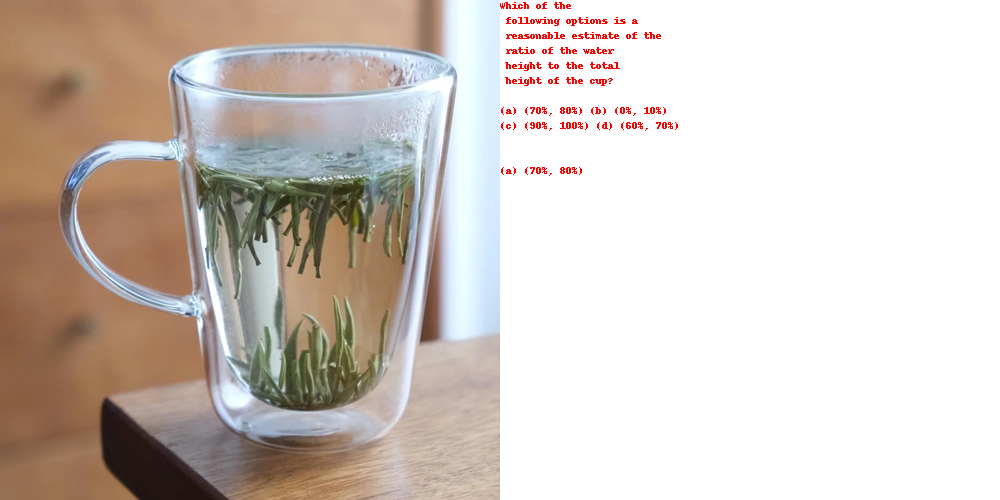 Which of the
following options is a
reasonable estimate of the
ratio of the water
height to the total
height of the cup?
(a) (70%, 80%) (b) (0%, 10%)
(c) (90%, 100%) (d) (60%, 70%)
(a) (70%, 80%)